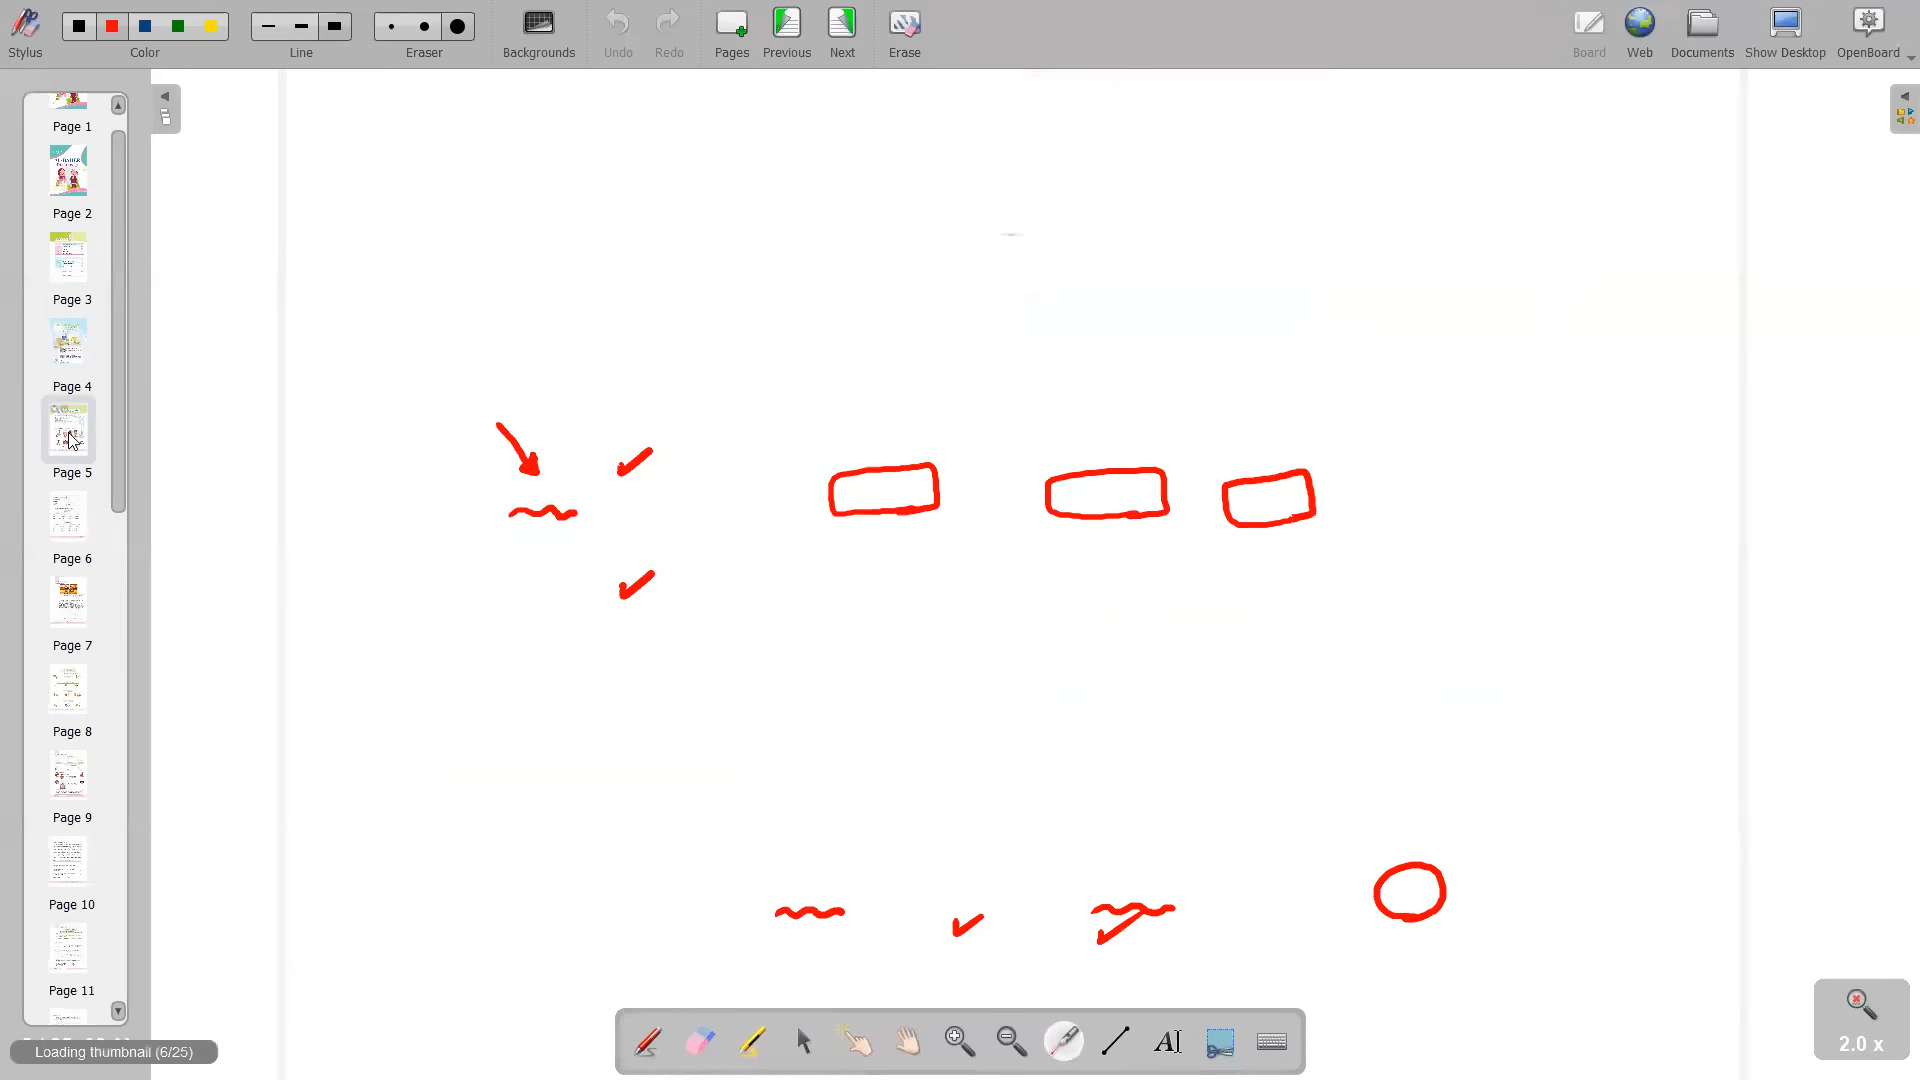 Stylus
Color
Line
Eraser
Backgrounds
Undo
Redo
Pages
Previous
Next
Erase
Board
Web
Documents
Show Desktop
OpenBoard
Page 1
Page 2
Page 3
Page 4
Page 5
Page 6
Page 7
Page 8
Page 9
Page 10
Page 11
Loading thumbnail (6/25)
AI
2.0 x